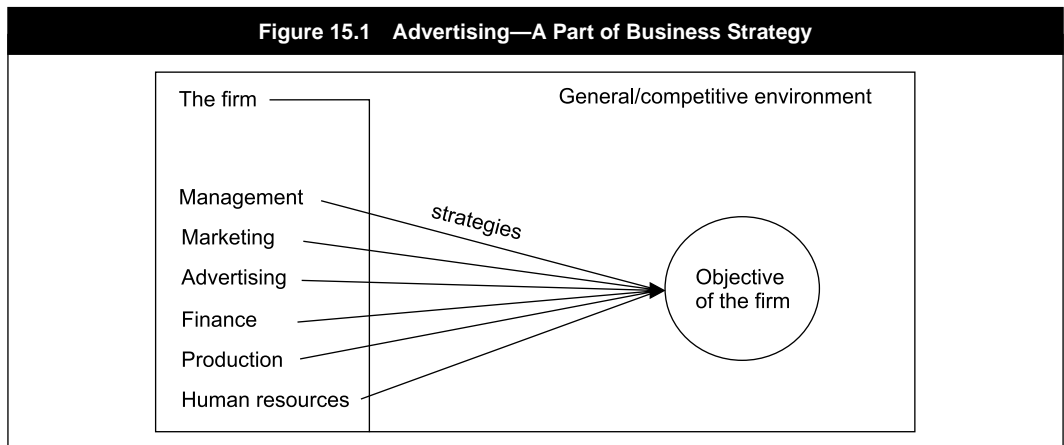 Figure 15.1 Advertising—A Part of Business Strategy
The firm
General/competitive environment
Management
strategies
Marketing
Advertising
Finance
Production
Human resources
Objective
of the firm